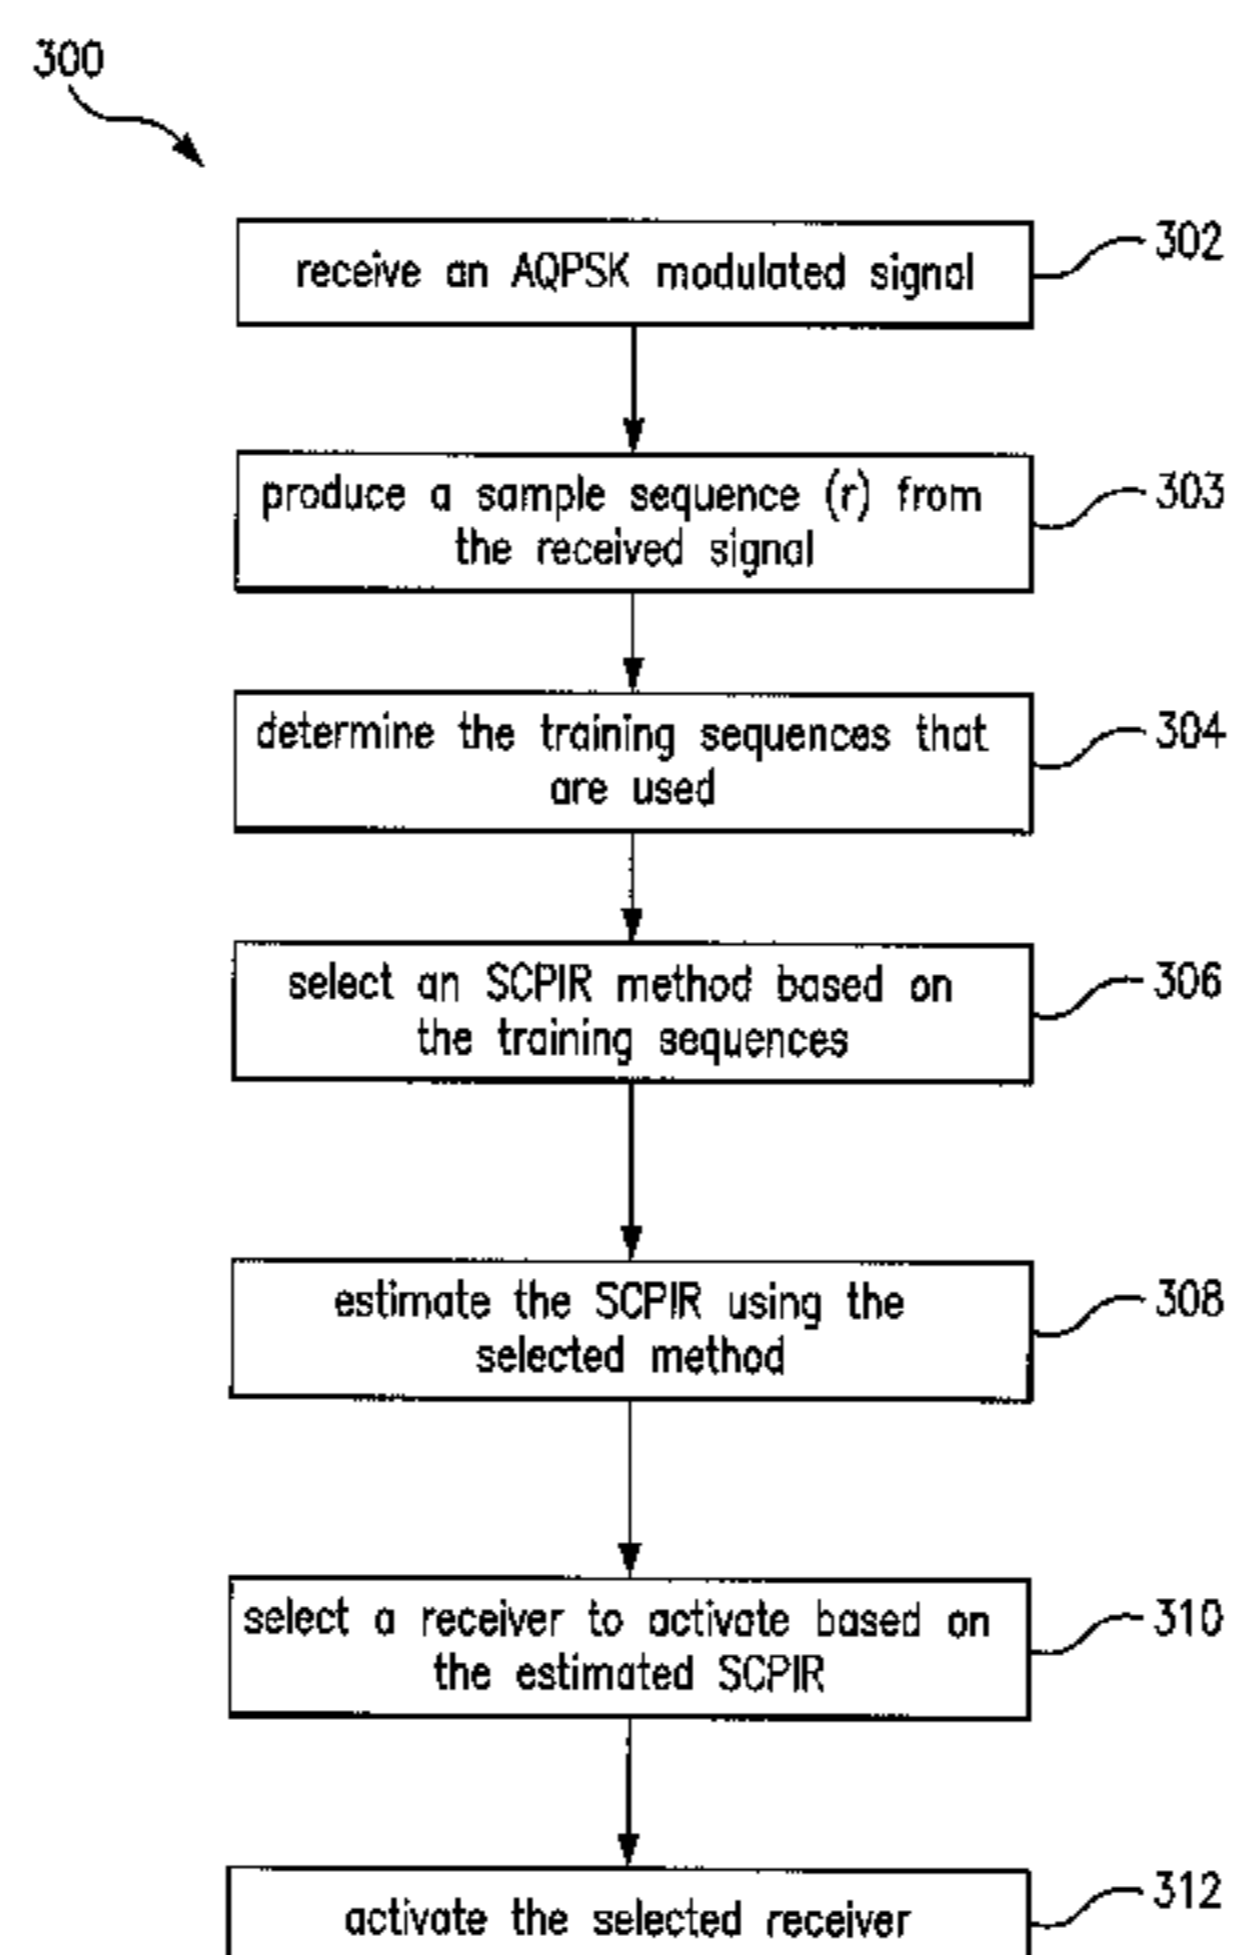 300
receive an AQPSK modulated signal
302
produce a sample sequence (r) from
the received signal
303
determine the training sequences that
are used
304
select an SCPIR method based on
the training sequences
306
estimate the SCPIR using the
selected method
308
select a receiver to activate based on
the estimated SCPIR
310
activate the selected receiver
312